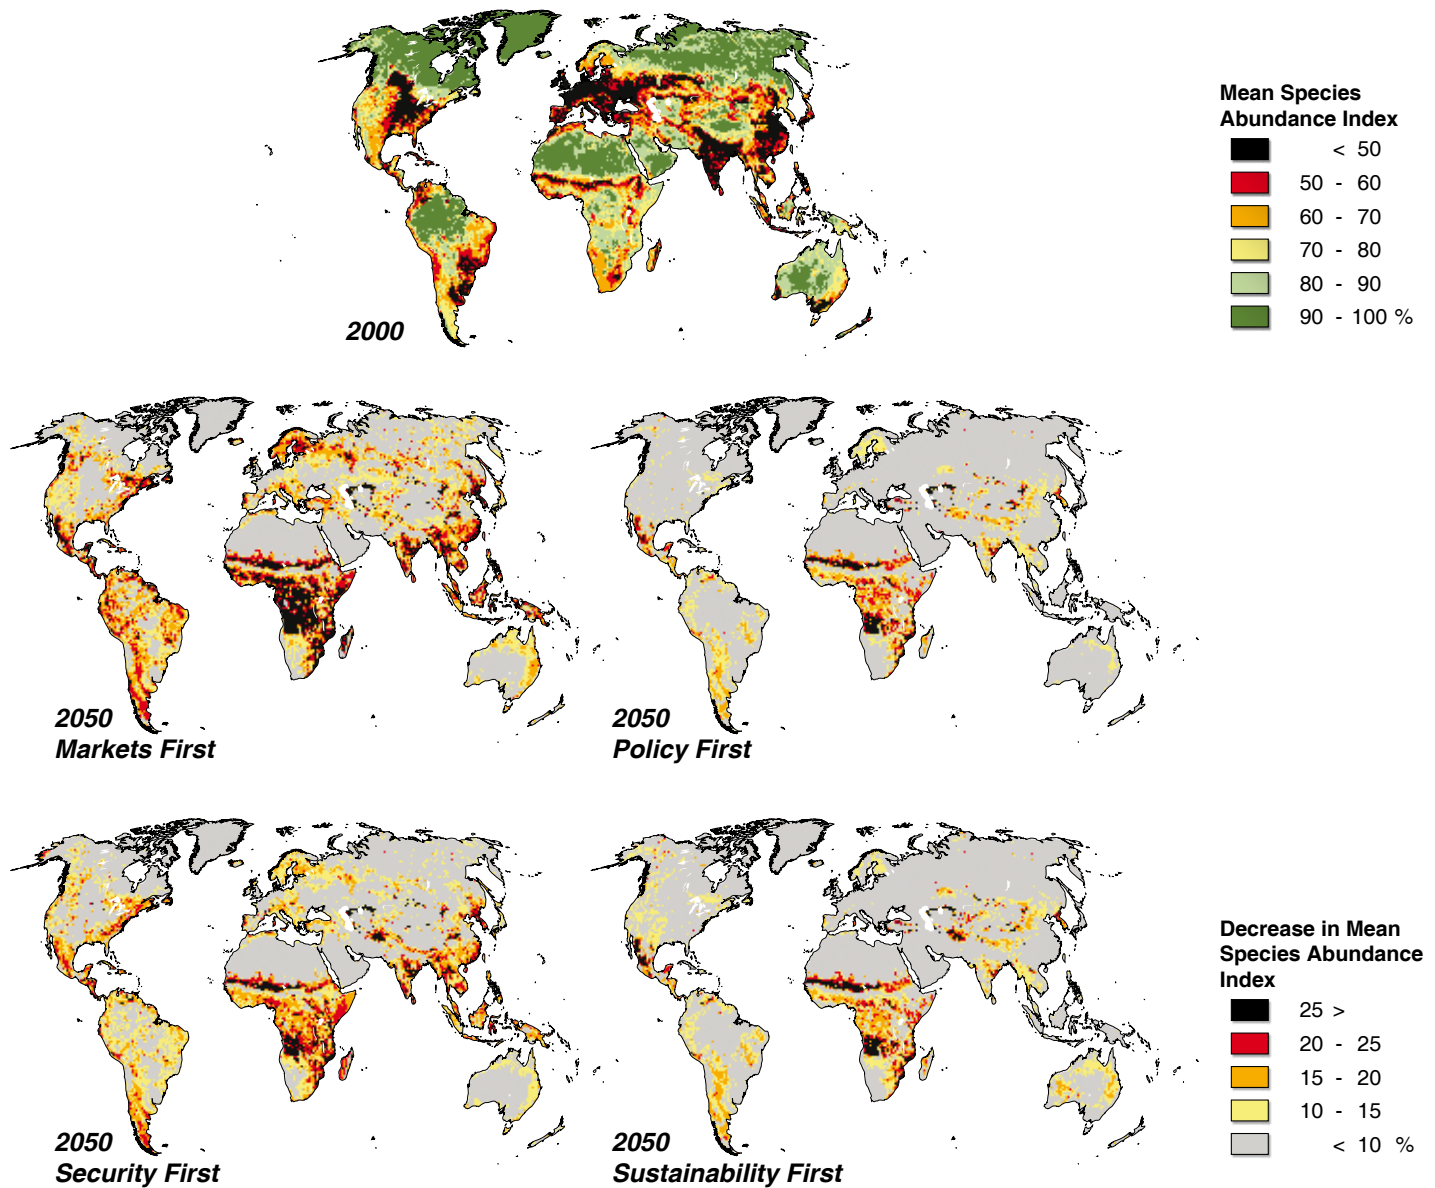 Mean Species
Abundance Index
< 50
50 - 60
60 - 70
70 - 80
80 - 90
90 - 100 %
2000
2050
Markets First
2050
Policy First
2050
Security First
2050
Sustainability First
Decrease in Mean
Species Abundance
Index
25 >
20 - 25
15 - 20
10 - 15
< 10 %